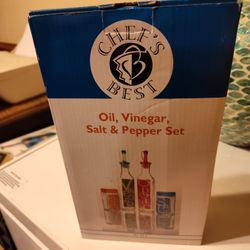 CHEF'S
BEST
Oil, Vinegar,
Salt & Pepper Set